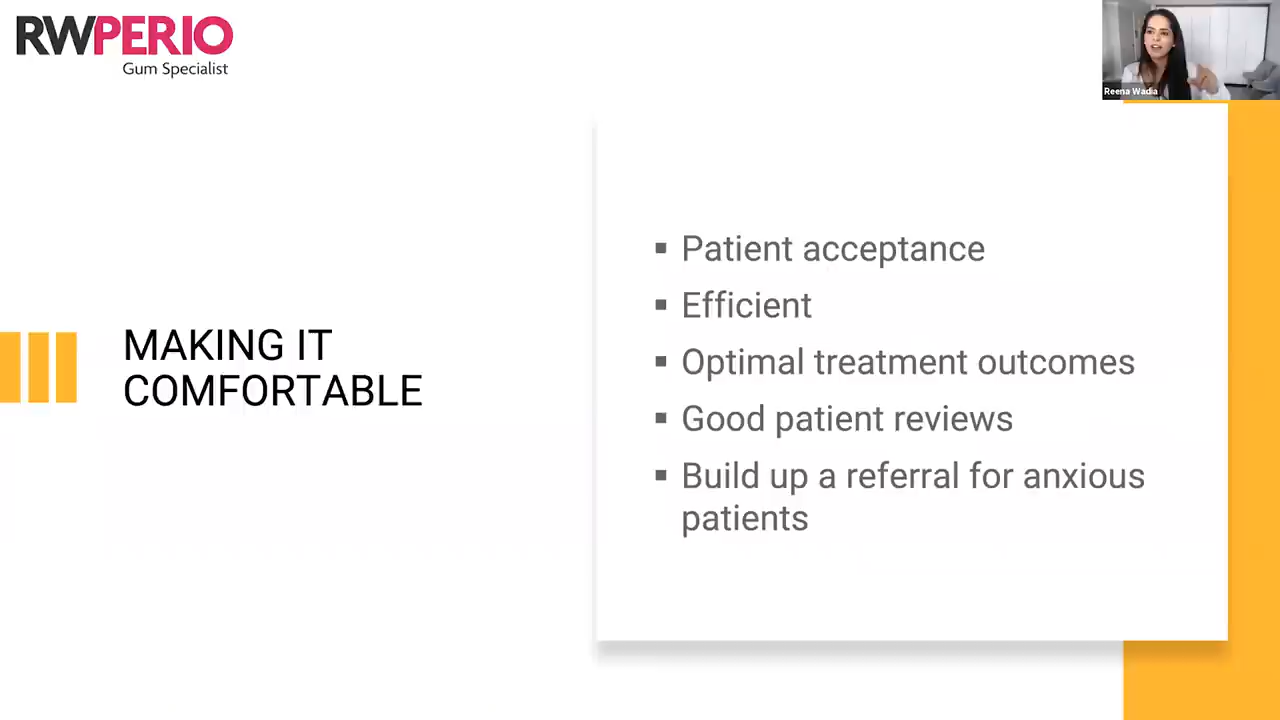 RWPERIO
Gum Specialist
Reena Wadia
MAKING IT
COMFORTABLE
▪ Patient acceptance
▪ Efficient
▪ Optimal treatment outcomes
▪ Good patient reviews
▪ Build up a referral for anxious
patients